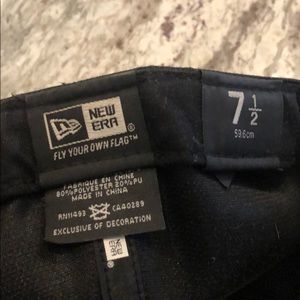 NEW
ERA®
FLY YOUR OWN FLAG™
7 1/2
59.6cm
FABRIQUE EN CHINE
80%POLYESTER 20%PU
MADE IN CHINA
RN11493 CA40289
EXCLUSIVE OF DECORATION